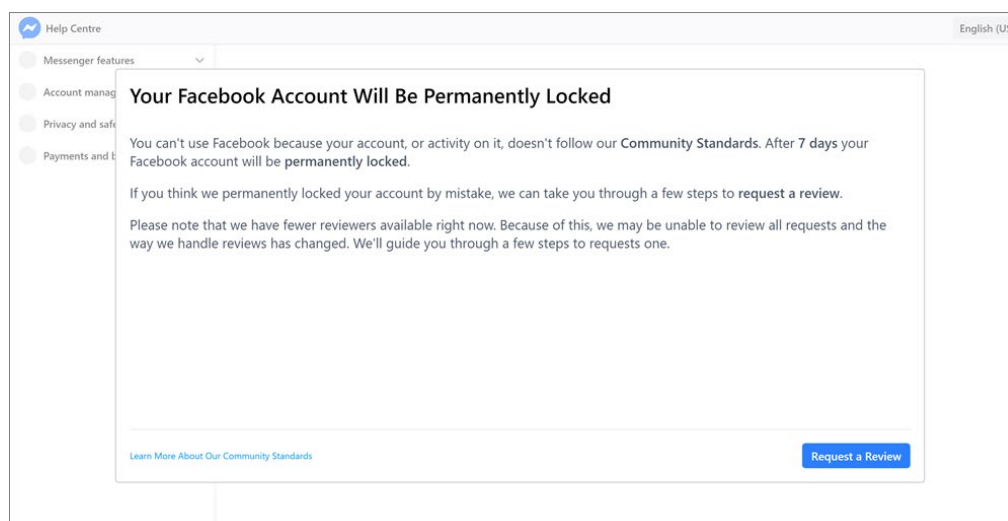 Help Centre
English (US
Messenger features
Account manag
Privacy and safe
Payments and b
Your Facebook Account Will Be Permanently Locked
You can't use Facebook because your account, or activity on it, doesn't follow our Community Standards. After 7 days your
Facebook account will be permanently locked.
If you think we permanently locked your account by mistake, we can take you through a few steps to request a review.
Please note that we have fewer reviewers available right now. Because of this, we may be unable to review all requests and the
way we handle reviews has changed. We'll guide you through a few steps to requests one.
Learn More About Our Community Standards
Request a Review